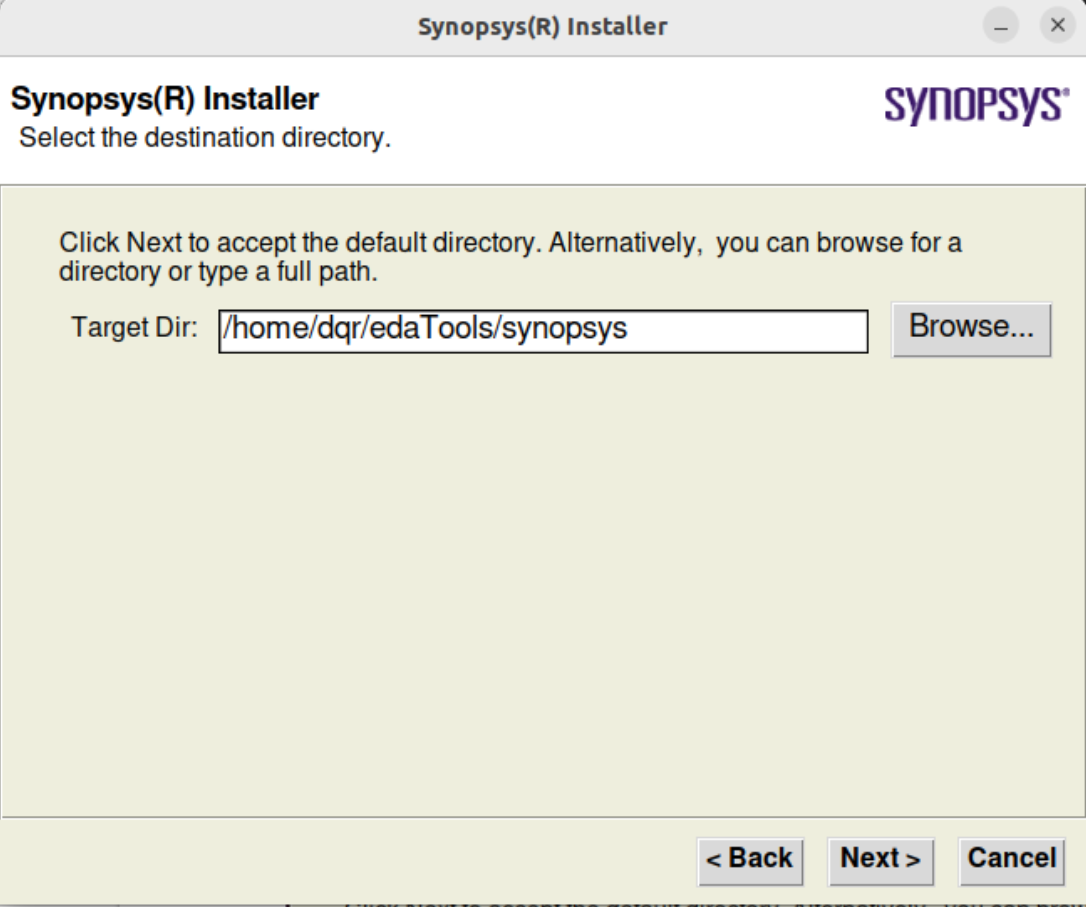 Synopsys(R) Installer
Synopsys(R) Installer
SYNOPSYS®
Select the destination directory.
Click Next to accept the default directory. Alternatively, you can browse for a
directory or type a full path.
Target Dir: /home/dqr/edaTools/synopsys Browse...
< Back Next > Cancel